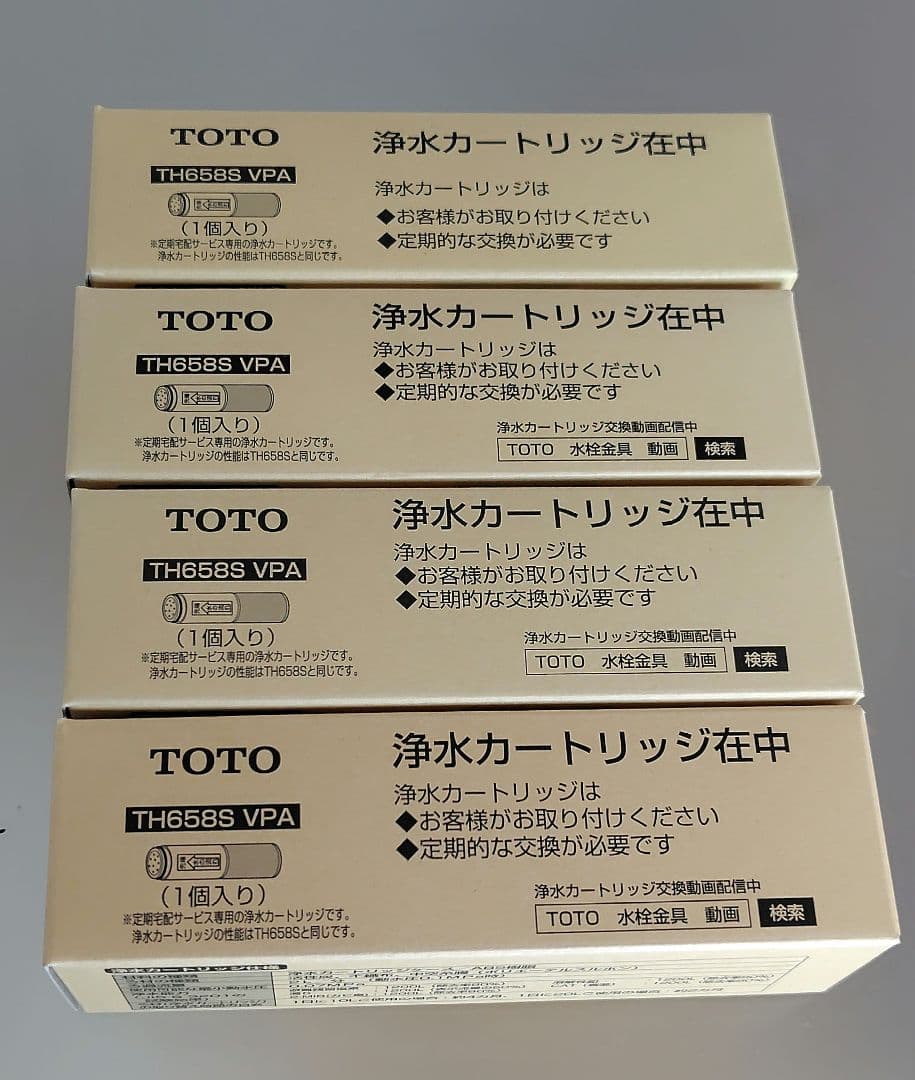 TOTO
TH658S VPA
(1個入り)
※定期宅配サービス専用の浄水カートリッジです。
浄水カートリッジの性能はTH658Sと同じです。
浄水カートリッジ在中
浄水カートリッジは
◆お客様がお取り付けください
◆定期的な交換が必要です
TOTO
TH658S VPA
(1個入り)
※定期宅配サービス専用の浄水カートリッジです。
浄水カートリッジの性能はTH658Sと同じです。
浄水カートリッジ在中
浄水カートリッジは
◆お客様がお取り付けください
◆定期的な交換が必要です
浄水カートリッジ交換動画配信中
TOTO 水栓金具 動画 検索
TOTO
TH658S VPA
(1個入り)
※定期宅配サービス専用の浄水カートリッジです。
浄水カートリッジの性能はTH658Sと同じです。
浄水カートリッジ在中
浄水カートリッジは
◆お客様がお取り付けください
◆定期的な交換が必要です
浄水カートリッジ交換動画配信中
TOTO 水栓金具 動画 検索
TOTO
TH658S VPA
(1個入り)
※定期宅配サービス専用の浄水カートリッジです。
浄水カートリッジの性能はTH658Sと同じです。
浄水カートリッジ在中
浄水カートリッジは
◆お客様がお取り付けください
◆定期的な交換が必要です
浄水カートリッジ交換動画配信中
TOTO 水栓金具 動画 検索
浄水カートリッジ仕様